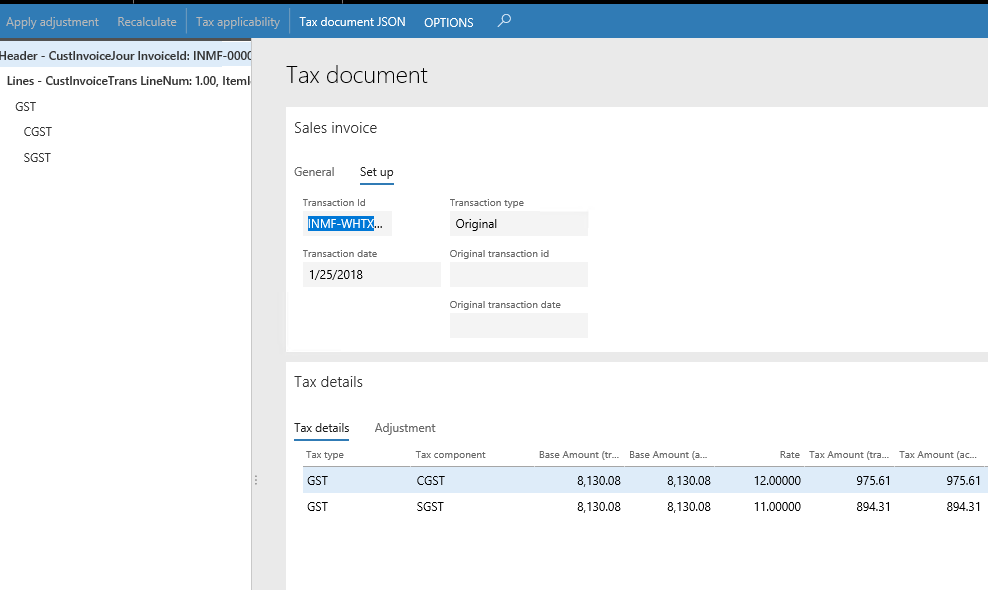 Apply adjustment Recalculate Tax applicability Tax document JSON OPTIONS
Header - CustInvoiceJour InvoiceId: INMF-0000
Lines - CustInvoiceTrans LineNum: 1.00, ItemI
GST
CGST
SGST
Tax document
Sales invoice
General Set up
Transaction Id Transaction type
INMF-WHTX... Original
Transaction date Original transaction id
1/25/2018
Original transaction date
Tax details
Tax details Adjustment
Tax type Tax component Base Amount (tr... Base Amount (a... Rate Tax Amount (tra... Tax Amount (ac...
GST CGST 8,130.08 8,130.08 12.00000 975.61 975.61
GST SGST 8,130.08 8,130.08 11.00000 894.31 894.31